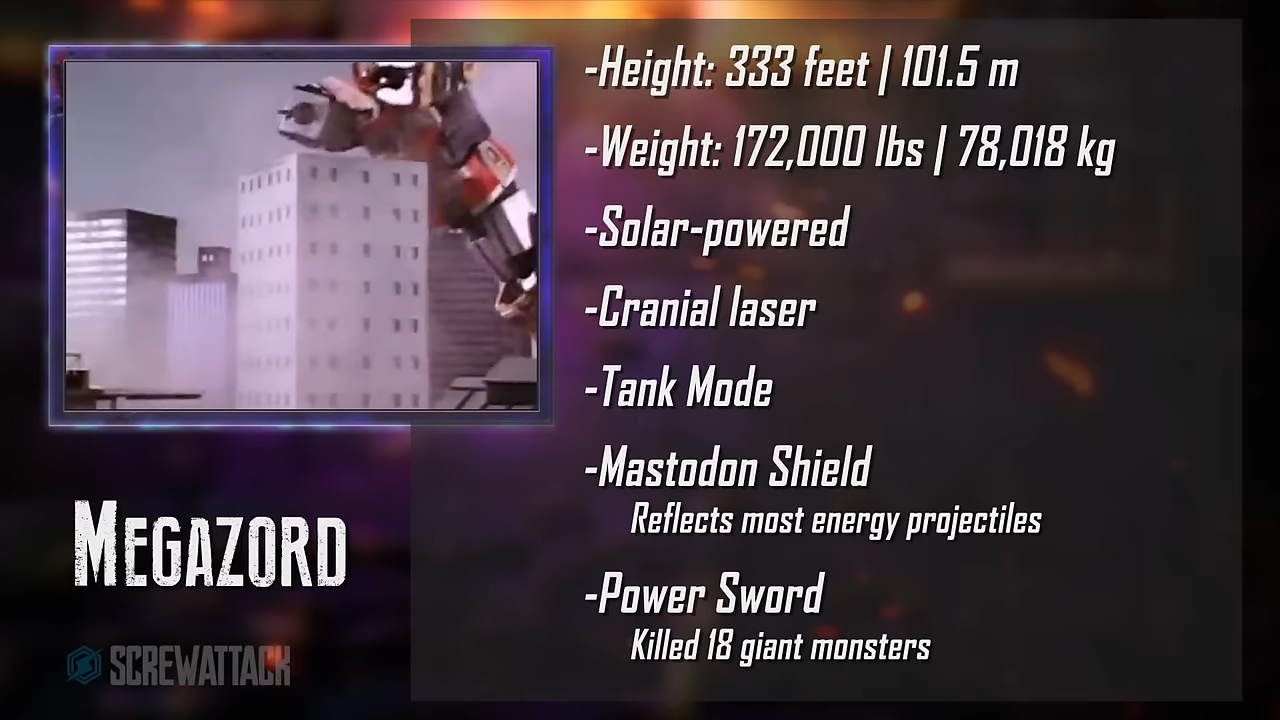 -Height: 333 feet | 101.5 m
-Weight: 172,000 lbs | 78,018 kg
-Solar-powered
-Cranial laser
-Tank Mode
-Mastodon Shield
Reflects most energy projectiles
-Power Sword
Killed 18 giant monsters
Megazord
SCREWATTACK